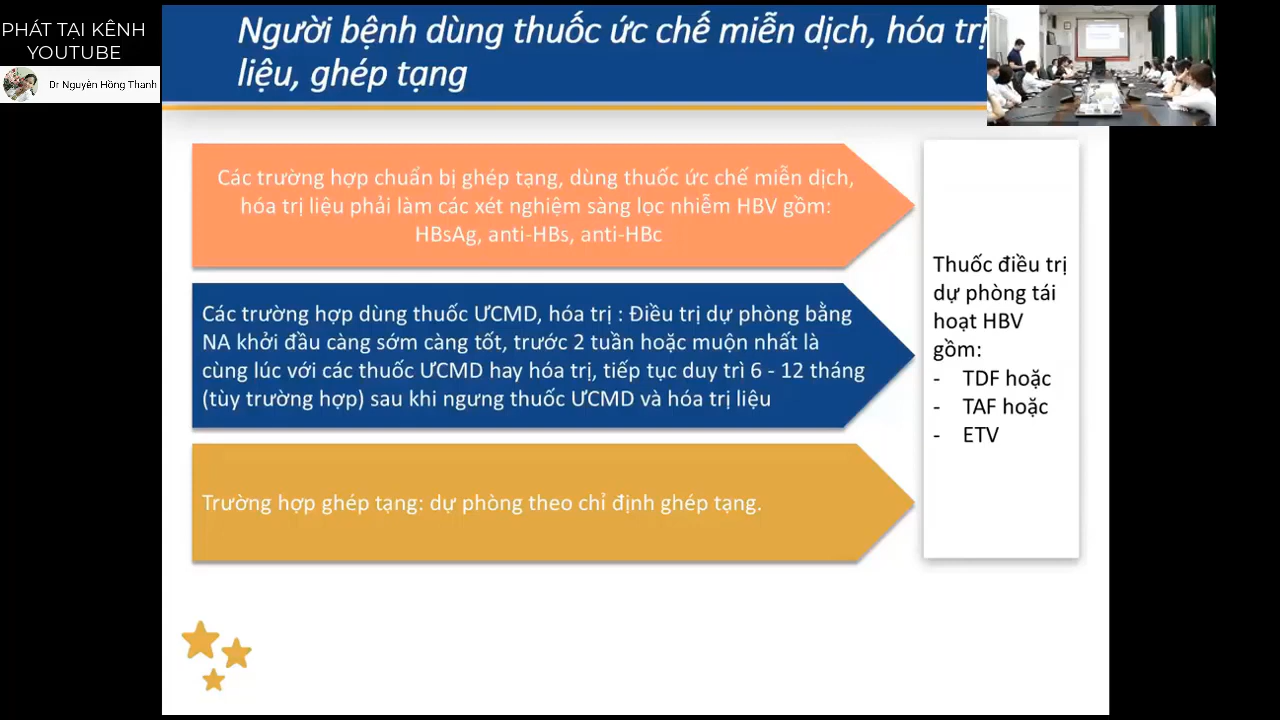 PHÁT TẠI KÊNH
YOUTUBE
Dr Nguyễn Hồng Thanh
Người bệnh dùng thuốc ức chế miễn dịch, hóa trị
liệu, ghép tạng
Các trường hợp chuẩn bị ghép tạng, dùng thuốc ức chế miễn dịch,
hóa trị liệu phải làm các xét nghiệm sàng lọc nhiễm HBV gồm:
HBsAg, anti-HBs, anti-HBc
Các trường hợp dùng thuốc ƯCMD, hóa trị : Điều trị dự phòng bằng
NA khởi đầu càng sớm càng tốt, trước 2 tuần hoặc muộn nhất là
cùng lúc với các thuốc ƯCMD hay hóa trị, tiếp tục duy trì 6 - 12 tháng
(tùy trường hợp) sau khi ngưng thuốc ƯCMD và hóa trị liệu
Trường hợp ghép tạng: dự phòng theo chỉ định ghép tạng.
Thuốc điều trị
dự phòng tái
hoạt HBV
gồm:
- TDF hoặc
- TAF hoặc
- ETV